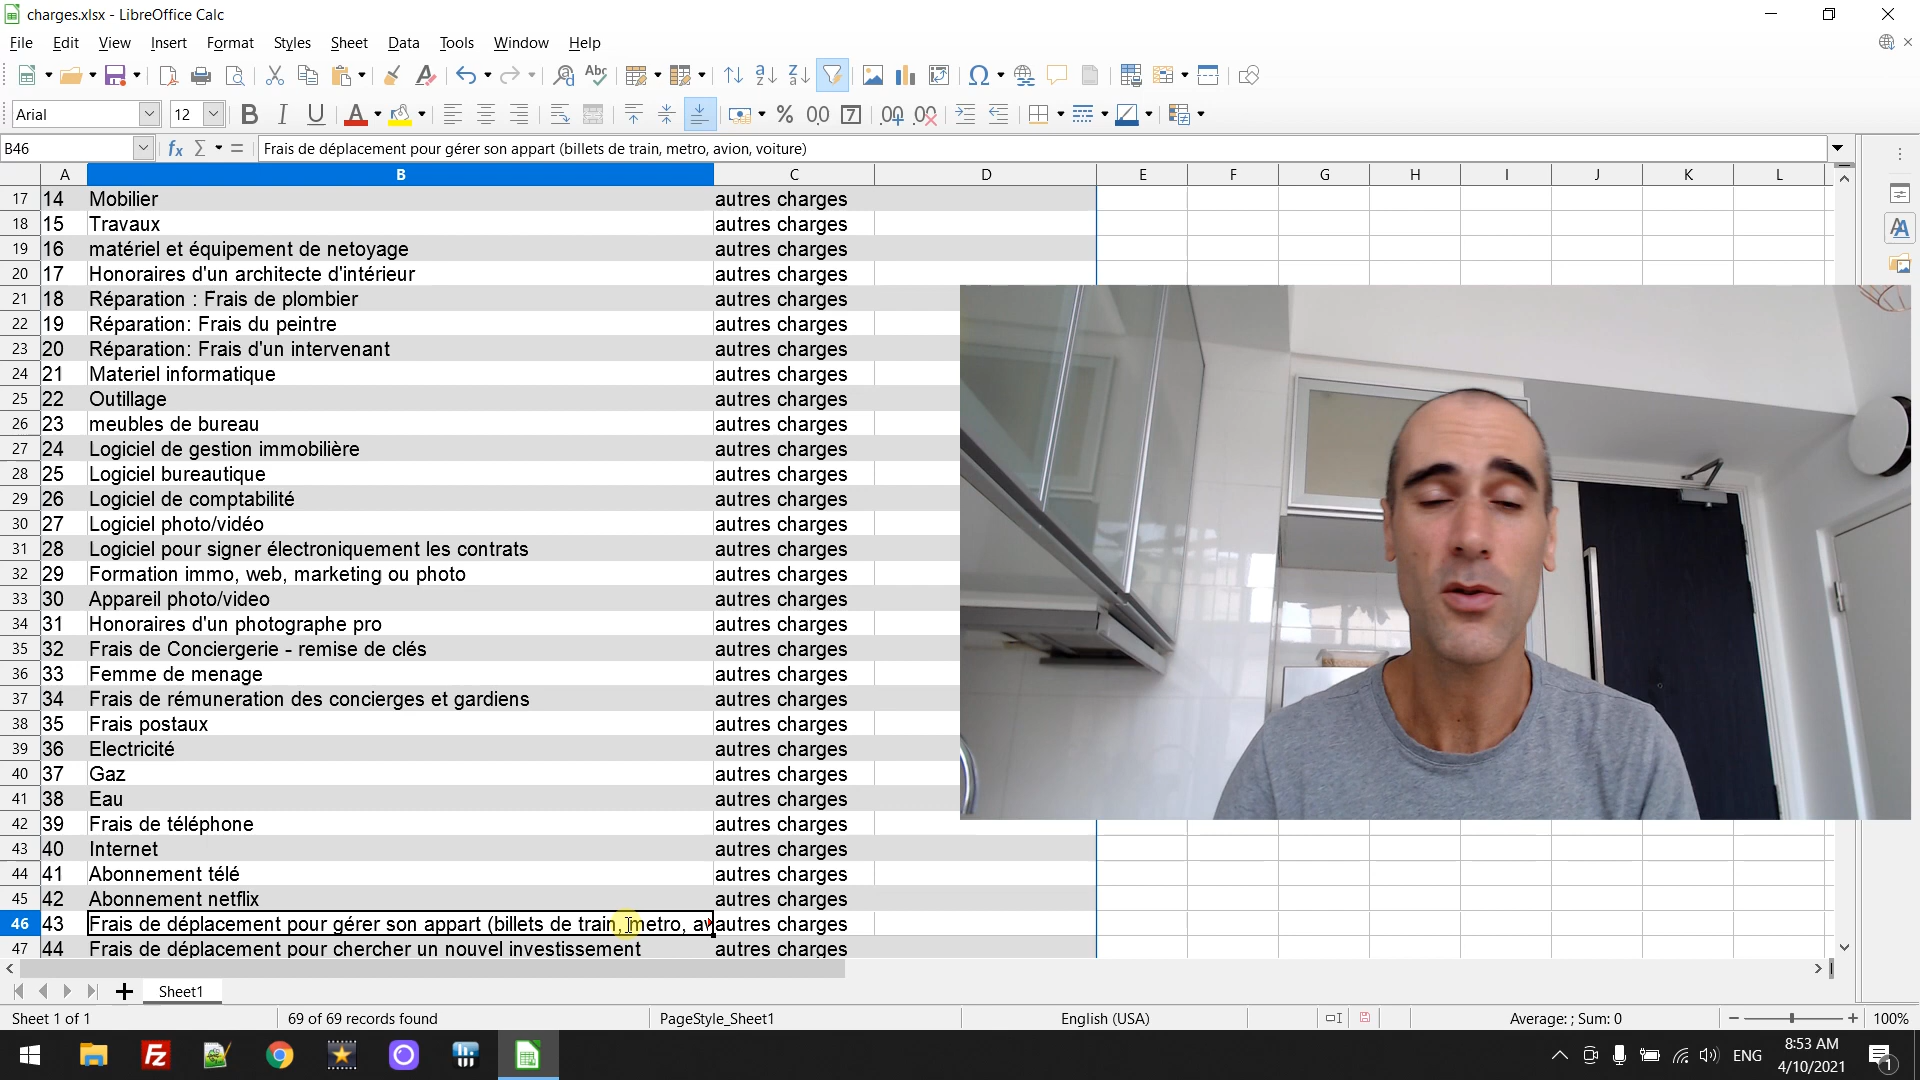 charges.xlsx - LibreOffice Calc
File Edit View Insert Format Styles Sheet Data Tools Window Help
Arial 12
B46 Frais de déplacement pour gérer son appart (billets de train, metro, avion, voiture)
A B C D E F G H I J K L
17 14 Mobilier autres charges
18 15 Travaux autres charges
19 16 matériel et équipement de netoyage autres charges
20 17 Honoraires d'un architecte d'intérieur autres charges
21 18 Réparation : Frais de plombier autres charges
22 19 Réparation: Frais du peintre autres charges
23 20 Réparation: Frais d'un intervenant autres charges
24 21 Materiel informatique autres charges
25 22 Outillage autres charges
26 23 meubles de bureau autres charges
27 24 Logiciel de gestion immobilière autres charges
28 25 Logiciel bureautique autres charges
29 26 Logiciel de comptabilité autres charges
30 27 Logiciel photo/vidéo autres charges
31 28 Logiciel pour signer électroniquement les contrats autres charges
32 29 Formation immo, web, marketing ou photo autres charges
33 30 Appareil photo/video autres charges
34 31 Honoraires d'un photographe pro autres charges
35 32 Frais de Conciergerie - remise de clés autres charges
36 33 Femme de menage autres charges
37 34 Frais de rémuneration des concierges et gardiens autres charges
38 35 Frais postaux autres charges
39 36 Electricité autres charges
40 37 Gaz autres charges
41 38 Eau autres charges
42 39 Frais de téléphone autres charges
43 40 Internet autres charges
44 41 Abonnement télé autres charges
45 42 Abonnement netflix autres charges
46 43 Frais de déplacement pour gérer son appart (billets de train, metro, av autres charges
47 44 Frais de déplacement pour chercher un nouvel investissement autres charges
Sheet1
Sheet 1 of 1 69 of 69 records found PageStyle_Sheet1 English (USA) Average: ; Sum: 0 100%
ENG 8:53 AM
4/10/2021
1